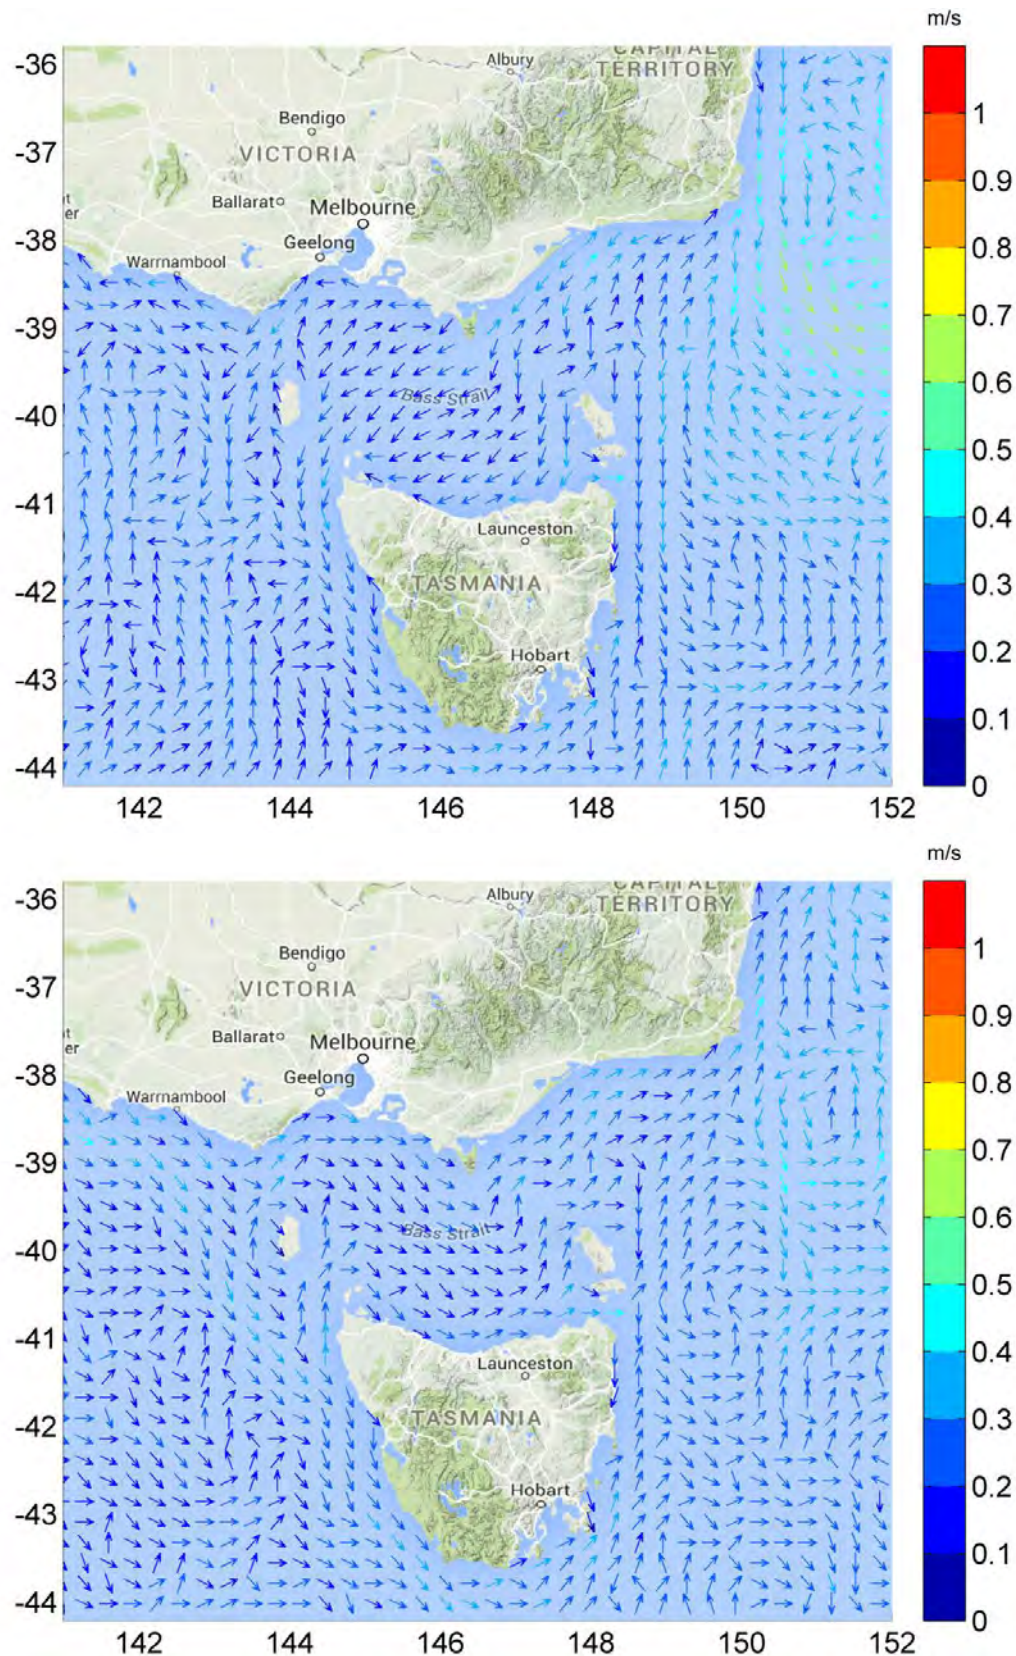 m/s
-36
-37
-38
-39
-40
-41
-42
-43
-44
Albury
CAPITAL
TERRITORY
Bendigo
VICTORIA
Ballarat
Melbourne
er
Geelong
Warrnambool
Bass Strait
Launceston
TASMANIA
Hobart
1
0.9
0.8
0.7
0.6
0.5
0.4
0.3
0.2
0.1
0
142 144 146 148 150 152
m/s
-36
-37
-38
-39
-40
-41
-42
-43
-44
Albury
CAPITAL
TERRITORY
Bendigo
VICTORIA
Ballarat
Melbourne
er
Geelong
Warrnambool
Bass Strait
Launceston
TASMANIA
Hobart
1
0.9
0.8
0.7
0.6
0.5
0.4
0.3
0.2
0.1
0
142 144 146 148 150 152